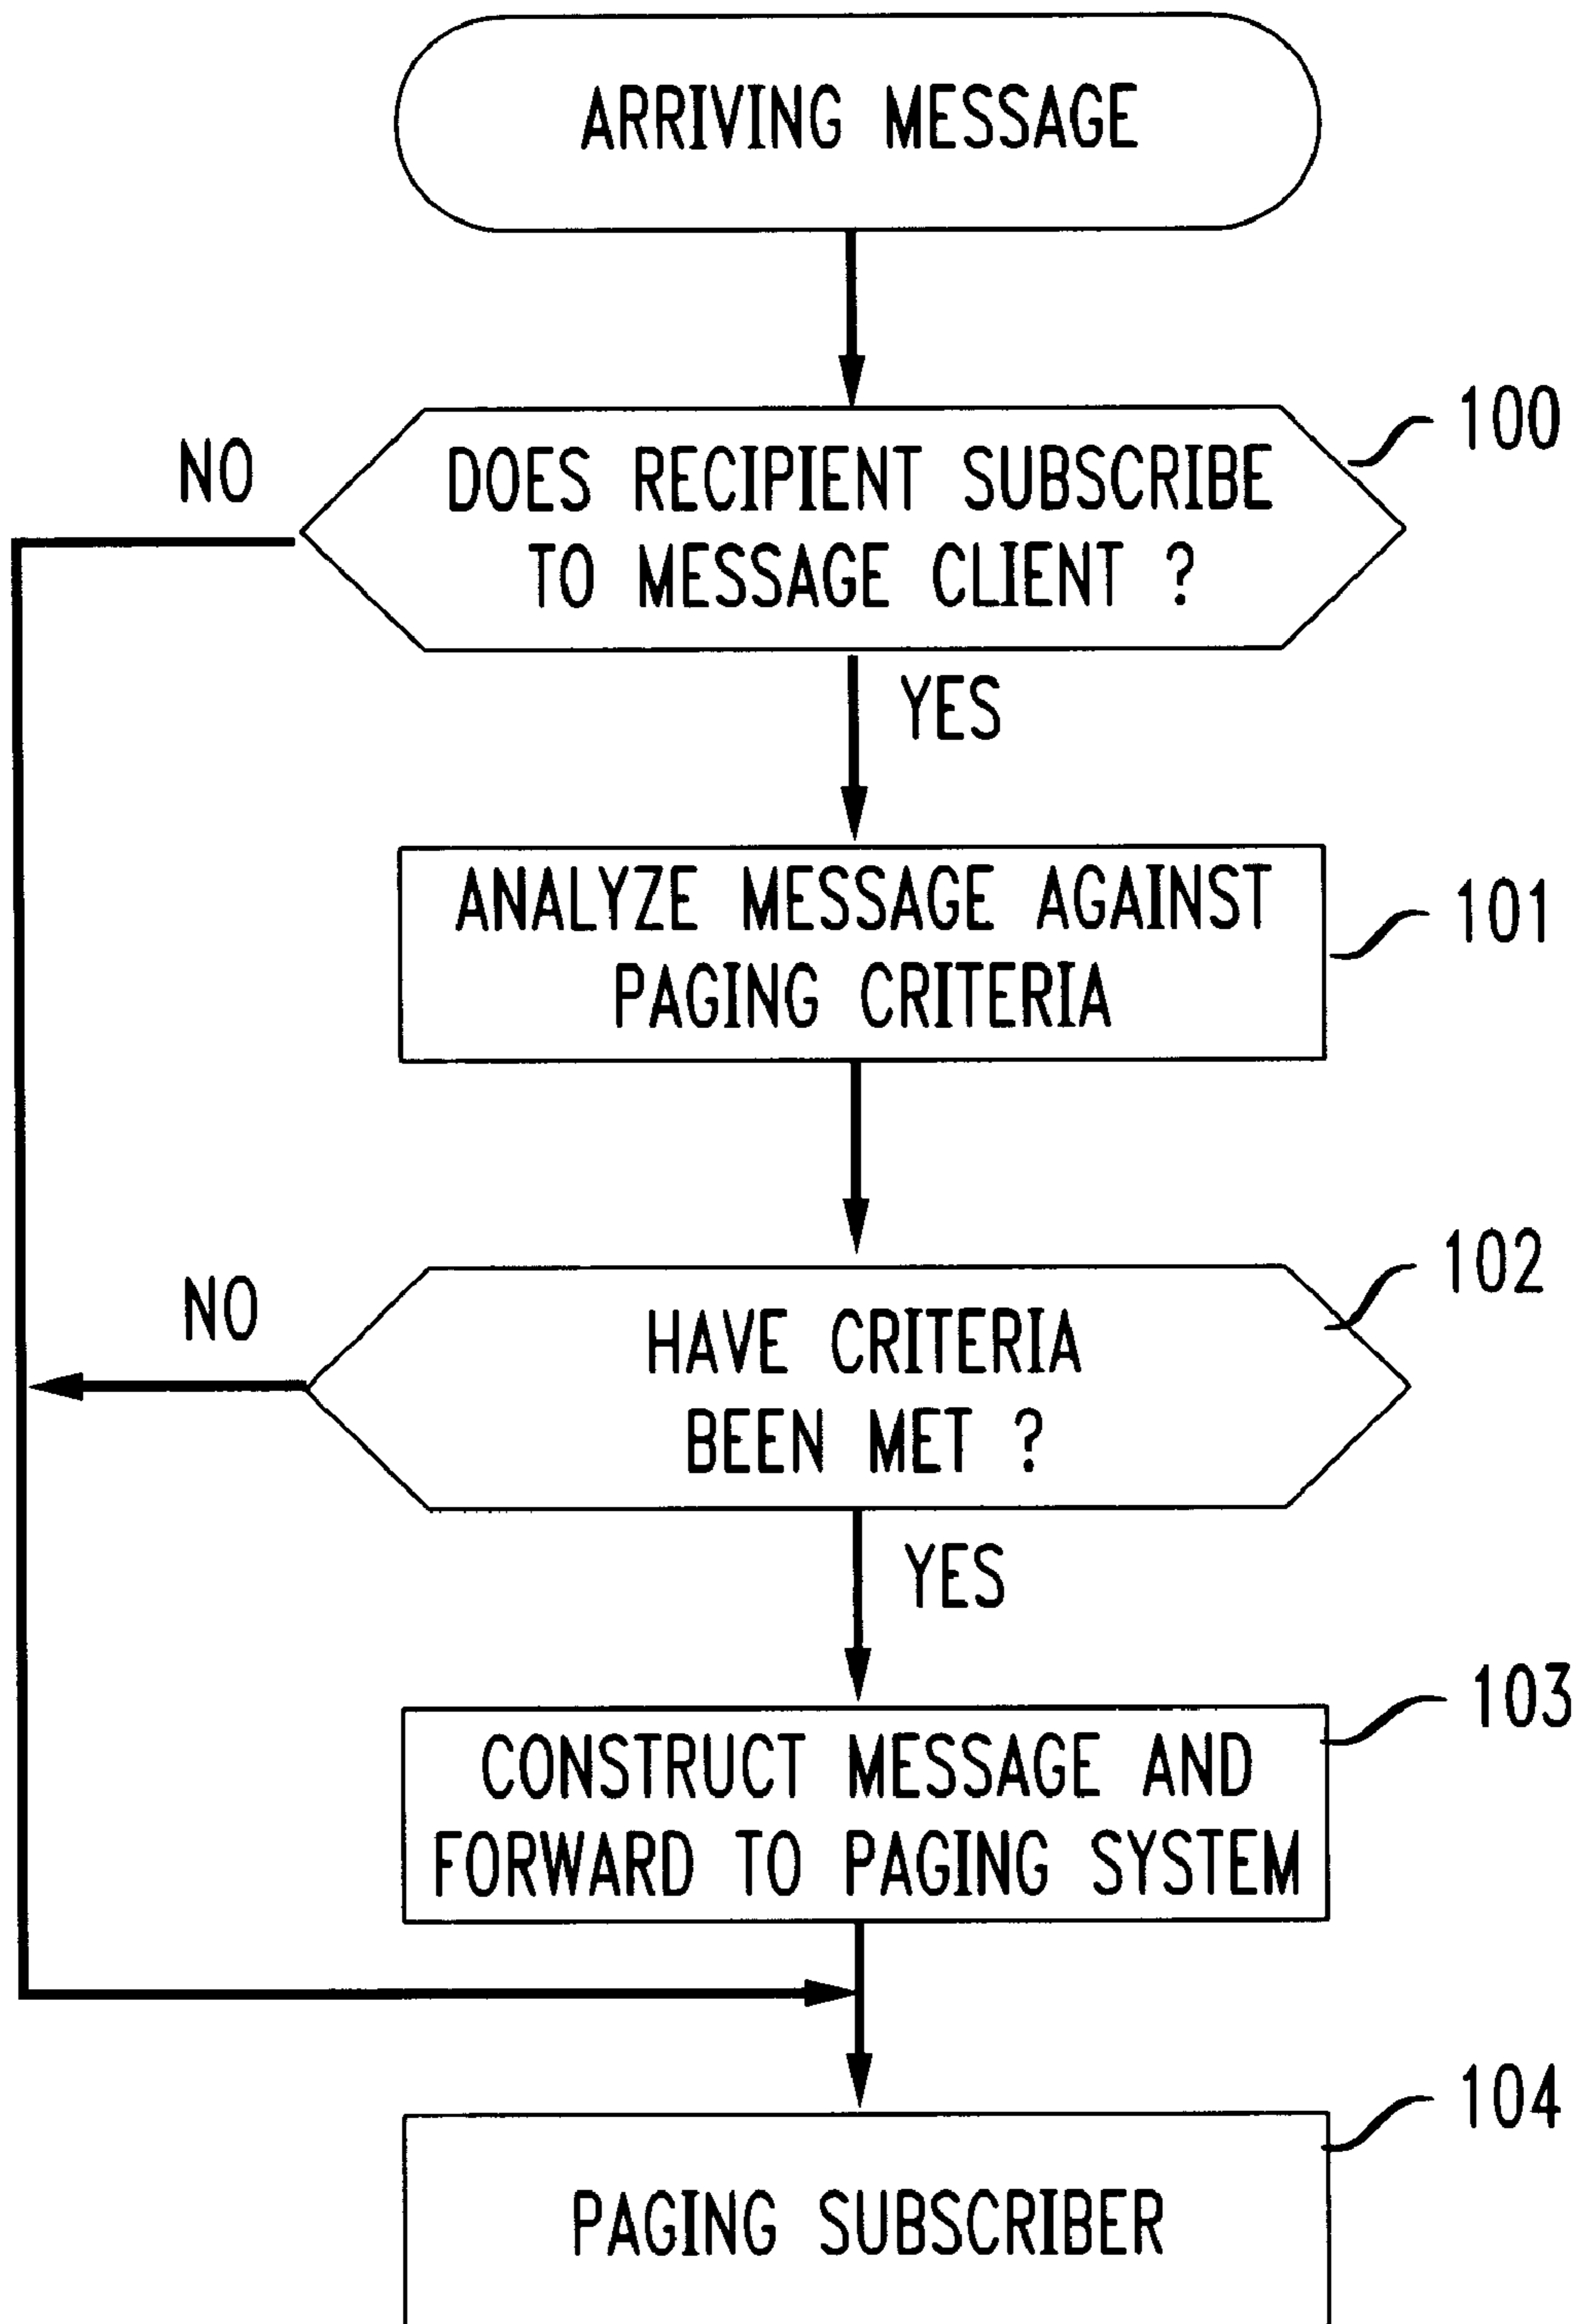 ARRIVING MESSAGE
100
NO
DOES RECIPIENT SUBSCRIBE
TO MESSAGE CLIENT ?
YES
101
ANALYZE MESSAGE AGAINST
PAGING CRITERIA
102
NO
HAVE CRITERIA
BEEN MET ?
YES
103
CONSTRUCT MESSAGE AND
FORWARD TO PAGING SYSTEM
104
PAGING SUBSCRIBER